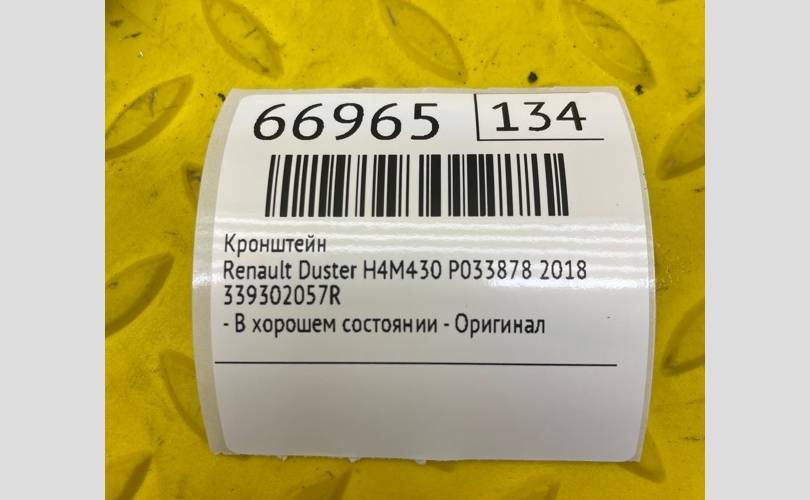 66965 134
Кронштейн
Renault Duster H4M430 P033878 2018
339302057R
- В хорошем состоянии - Оригинал